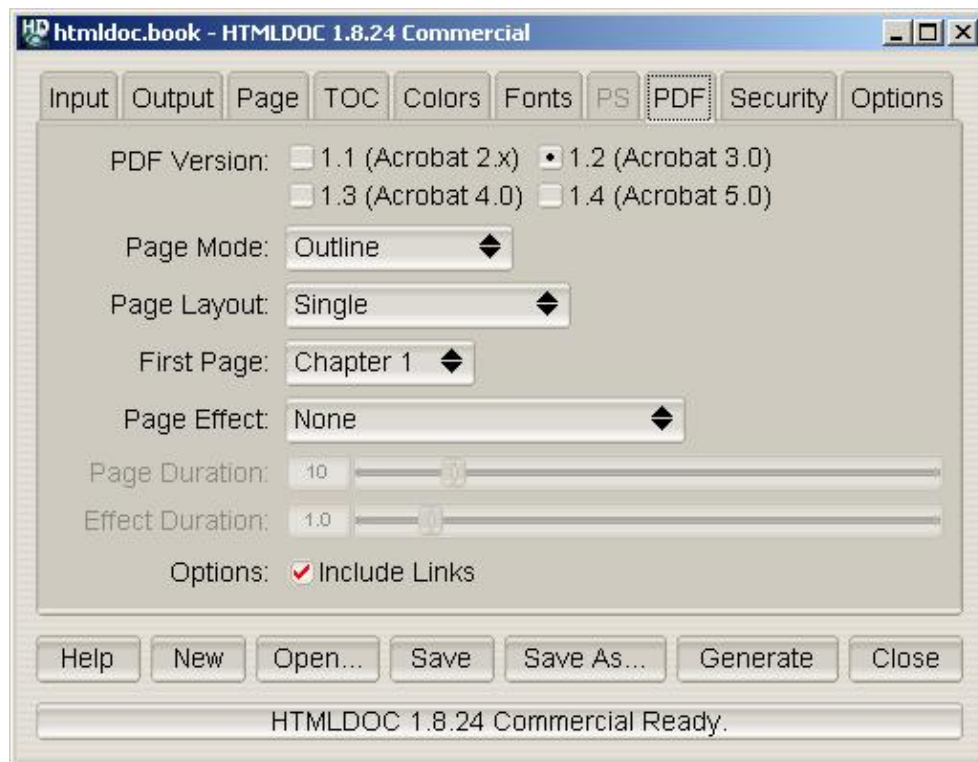 htmldoc.book - HTMLDOC 1.8.24 Commercial
Input Output Page TOC Colors Fonts PS PDF Security Options
PDF Version: 1.1 (Acrobat 2.x) 1.2 (Acrobat 3.0)
1.3 (Acrobat 4.0) 1.4 (Acrobat 5.0)
Page Mode: Outline
Page Layout: Single
First Page: Chapter 1
Page Effect: None
Page Duration: 10
Effect Duration: 1.0
Options: Include Links
Help New Open... Save Save As... Generate Close
HTMLDOC 1.8.24 Commercial Ready.